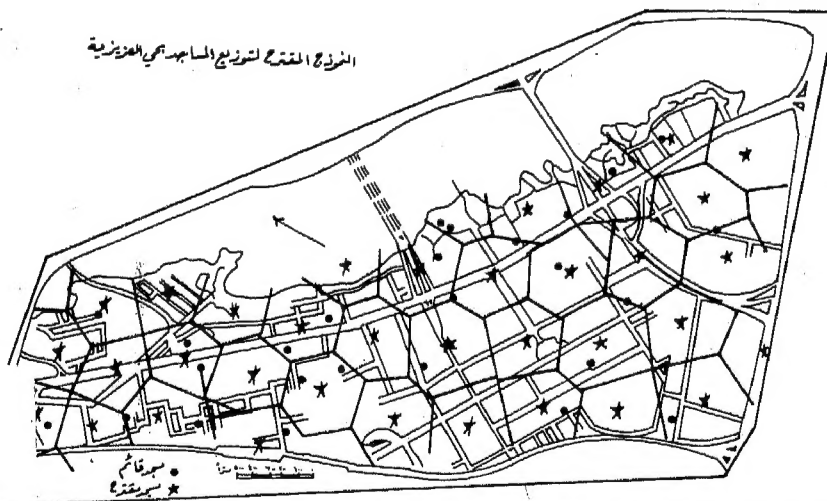 النموذج المقترح لتوزيع المساجد بحي العزيزية
مسجد قائم
مسجد مقترح